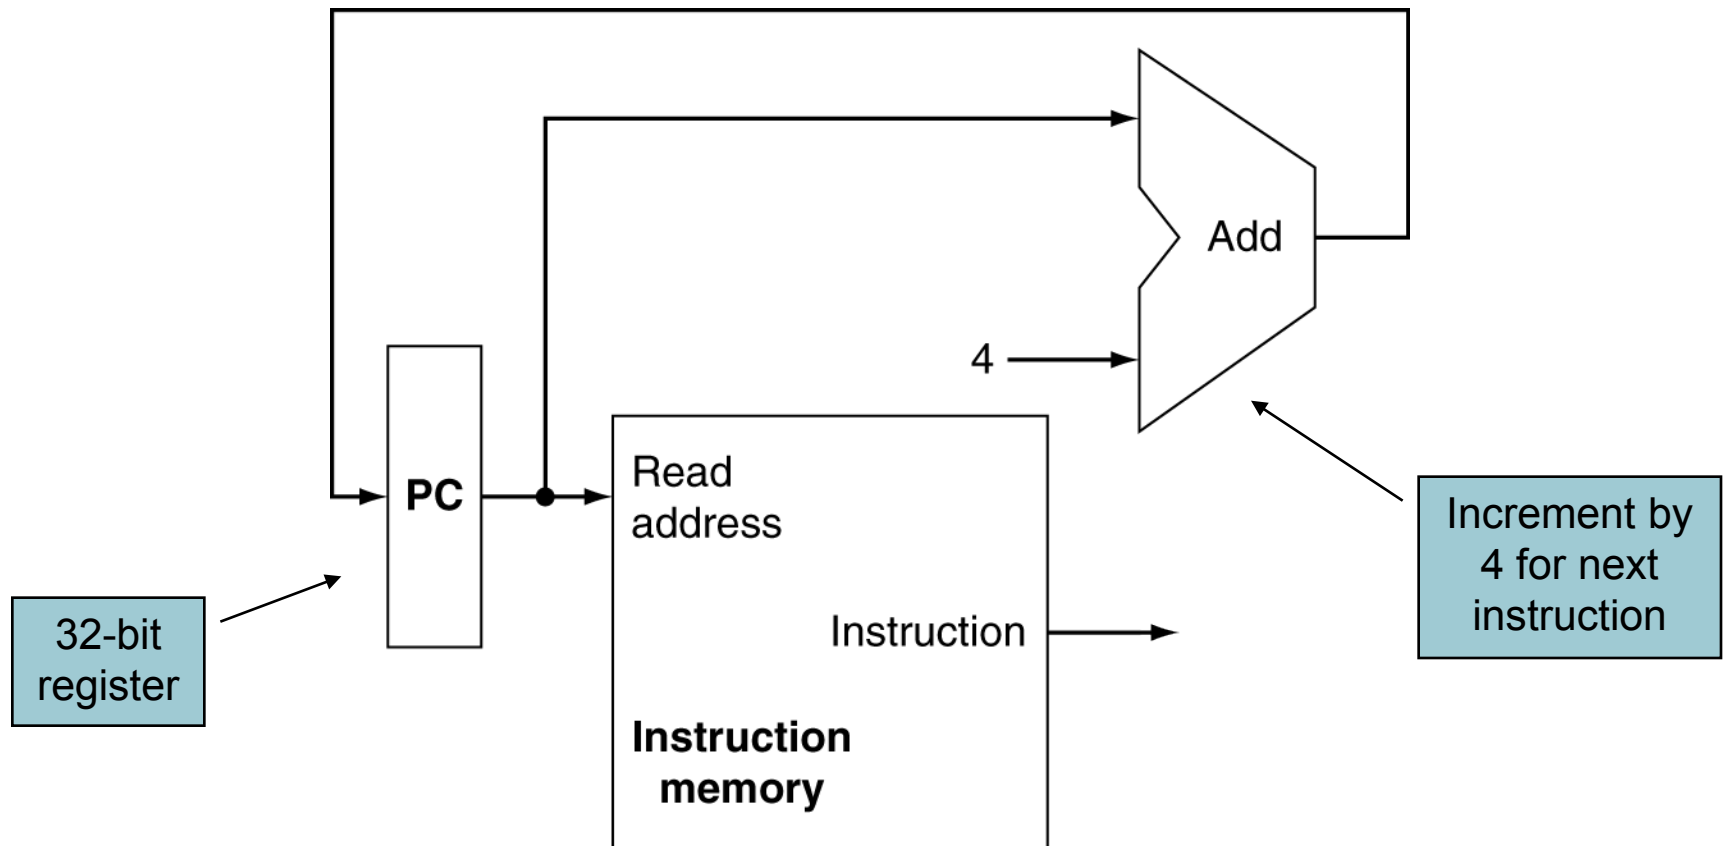 Add
4
PC
Read
address
Increment by
4 for next
instruction
32-bit
register
Instruction
Instruction
memory